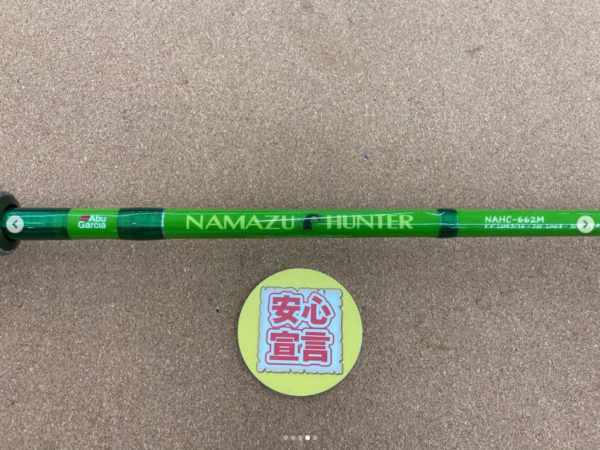 Abu
Garcia
NAMAZU HUNTER
NAHC-662M
安心
宣言